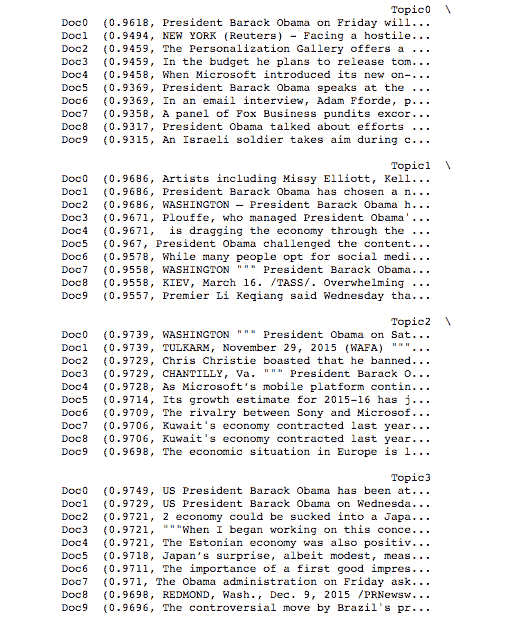 Topic0 \
Doc0 (0.9618, President Barack Obama on Friday will...
Doc1 (0.9494, NEW YORK (Reuters) - Facing a hostile...
Doc2 (0.9459, The Personalization Gallery offers a ...
Doc3 (0.9459, In the budget he plans to release tom...
Doc4 (0.9458, When Microsoft introduced its new on-...
Doc5 (0.9369, President Barack Obama speaks at the ...
Doc6 (0.9369, In an email interview, Adam Fforde, p...
Doc7 (0.9358, A panel of Fox Business pundits excor...
Doc8 (0.9317, President Obama talked about efforts ...
Doc9 (0.9315, An Israeli soldier takes aim during c...
Topic1 \
Doc0 (0.9686, Artists including Missy Elliott, Kell...
Doc1 (0.9686, President Barack Obama has chosen a n...
Doc2 (0.9686, WASHINGTON — President Barack Obama h...
Doc3 (0.9671, Plouffe, who managed President Obama'...
Doc4 (0.9671,  is dragging the economy through the ...
Doc5 (0.967, President Obama challenged the content...
Doc6 (0.9578, While many people opt for social medi...
Doc7 (0.9558, WASHINGTON """ President Barack Obama...
Doc8 (0.9558, KIEV, March 16. /TASS/. Overwhelming ...
Doc9 (0.9557, Premier Li Keqiang said Wednesday tha...
Topic2 \
Doc0 (0.9739, WASHINGTON """ President Obama on Sat...
Doc1 (0.9739, TULKARM, November 29, 2015 (WAFA) """...
Doc2 (0.9729, Chris Christie boasted that he banned...
Doc3 (0.9729, CHANTILLY, Va. """ President Barack O...
Doc4 (0.9728, As Microsoft's mobile platform contin...
Doc5 (0.9714, Its growth estimate for 2015-16 has j...
Doc6 (0.9709, The rivalry between Sony and Microsof...
Doc7 (0.9706, Kuwait's economy contracted last year...
Doc8 (0.9706, Kuwait's economy contracted last year...
Doc9 (0.9698, The economic situation in Europe is l...
Topic3
Doc0 (0.9749, US President Barack Obama has been at...
Doc1 (0.9729, US President Barack Obama on Wednesda...
Doc2 (0.9721, 2 economy could be sucked into a Japa...
Doc3 (0.9721, """When I began working on this conce...
Doc4 (0.9721, The Estonian economy was also positiv...
Doc5 (0.9718, Japan’s surprise, albeit modest, meas...
Doc6 (0.9711, The importance of a first good impres...
Doc7 (0.971, The Obama administration on Friday ask...
Doc8 (0.9698, REDMOND, Wash., Dec. 9, 2015 /PRNewsw...
Doc9 (0.9696, The controversial move by Brazil's pr...